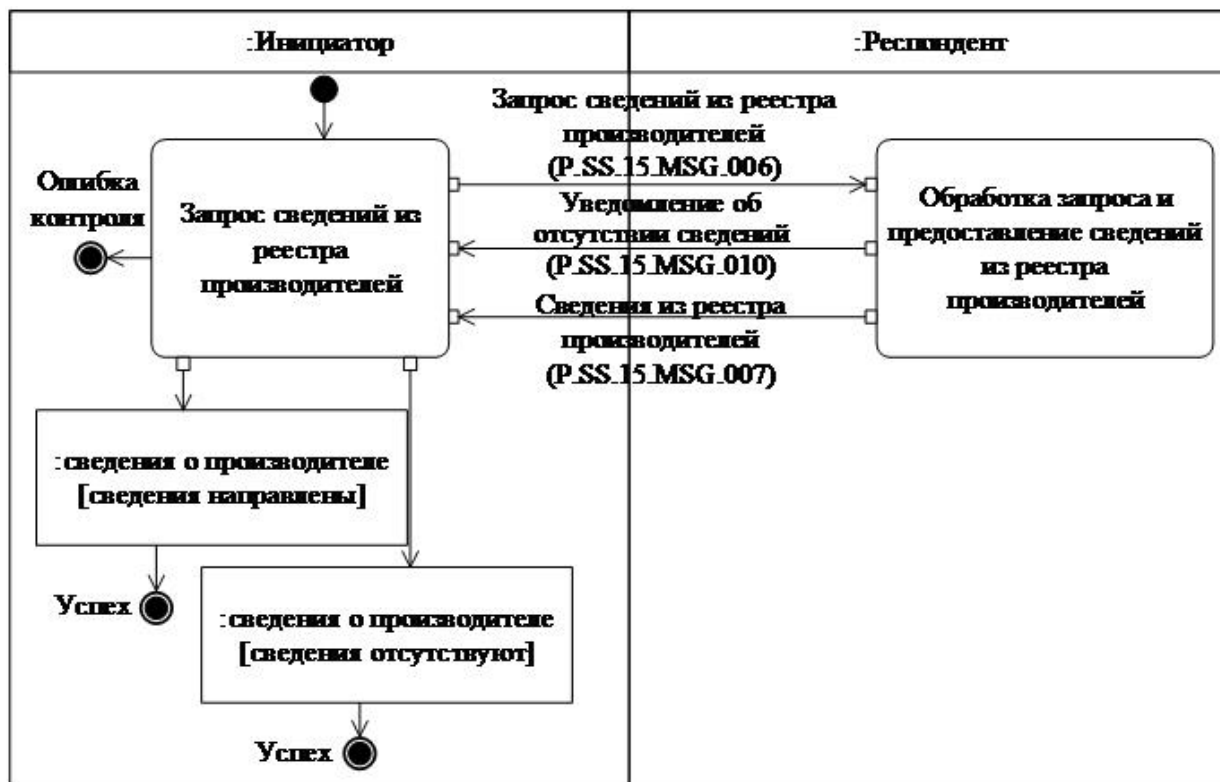 :Инициатор
:Респондент
Запрос сведений из реестра
производителей
(P.SS.15.MSG.006)
Ошибка
контроля
Запрос сведений из
реестра
производителей
Уведомление об
отсутствии сведений
(P.SS.15.MSG.010)
Обработка запроса и
предоставление сведений
из реестра
производителей
Сведения из реестра
производителей
(P.SS.15.MSG.007)
:сведения о производителе
[сведения направлены]
Успех
:сведения о производителе
[сведения отсутствуют]
Успех